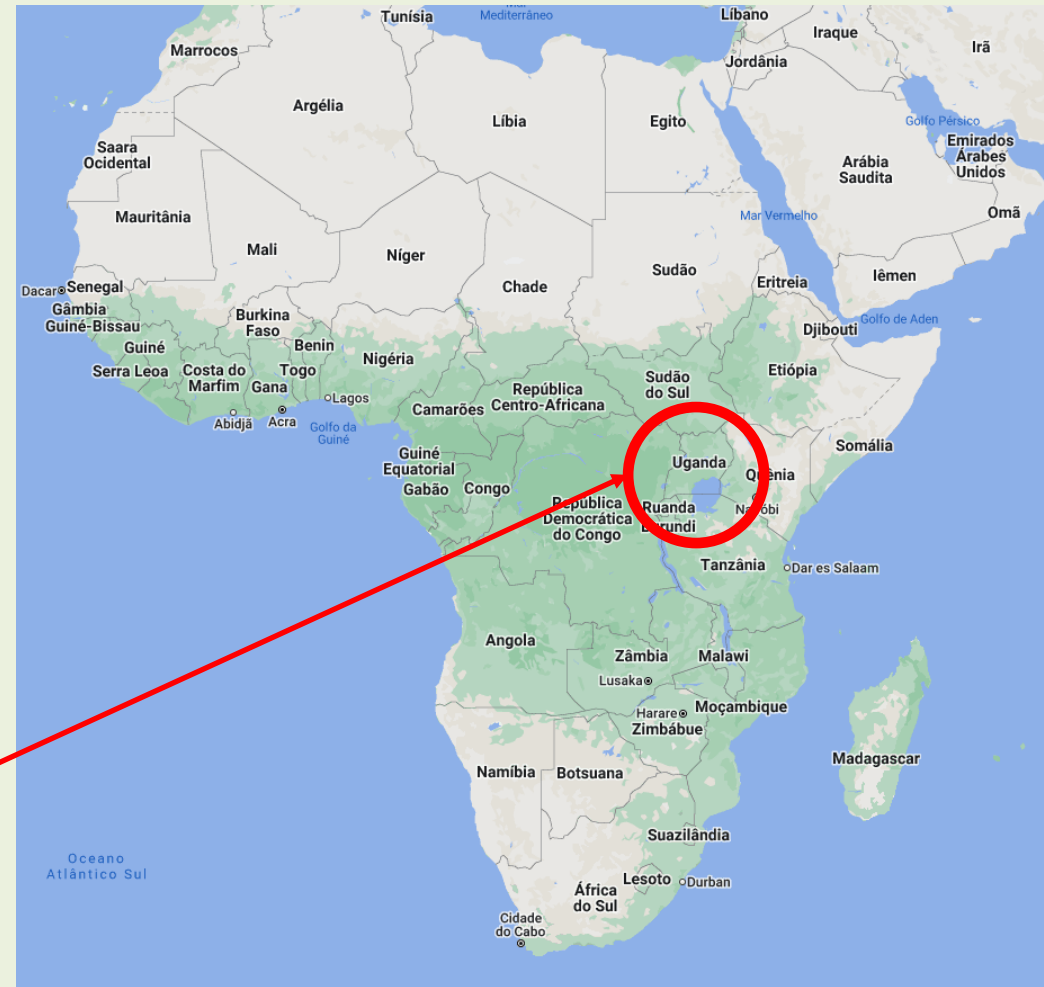 Mediterrâneo
Tunísia
Líbano
Iraque
Irã
Marrocos
Jordânia
Argélia
Líbia
Egito
Golfo Pérsico
Saara
Ocidental
Emirados
Árabes
Unidos
Arábia
Saudita
Omã
Mauritânia
Mar Vermelho
Mali
Níger
Chade
Sudão
Eritreia
Iêmen
Dacar
Senegal
Gâmbia
Guiné-Bissau
Burkina
Faso
Golfo de Aden
Djibouti
Guiné
Benin
Nigéria
Serra Leoa
Costa do
Marfim
Gana
Togo
Lagos
Abidjã
Acra
Golfo da
Guiné
Camarões
República
Centro-Africana
Sudão
do Sul
Etiópia
Somália
Guiné
Equatorial
Gabão
Congo
Uganda
Quênia
República
Democrática
do Congo
Ruanda
Burundi
Nairóbi
Tanzânia
Dar es Salaam
Angola
Zâmbia
Malawi
Lusaka
Harare
Moçambique
Zimbábue
Madagascar
Namíbia
Botsuana
Suazilândia
Oceano
Atlântico Sul
Lesoto
Durban
África
do Sul
Cidade
do Cabo